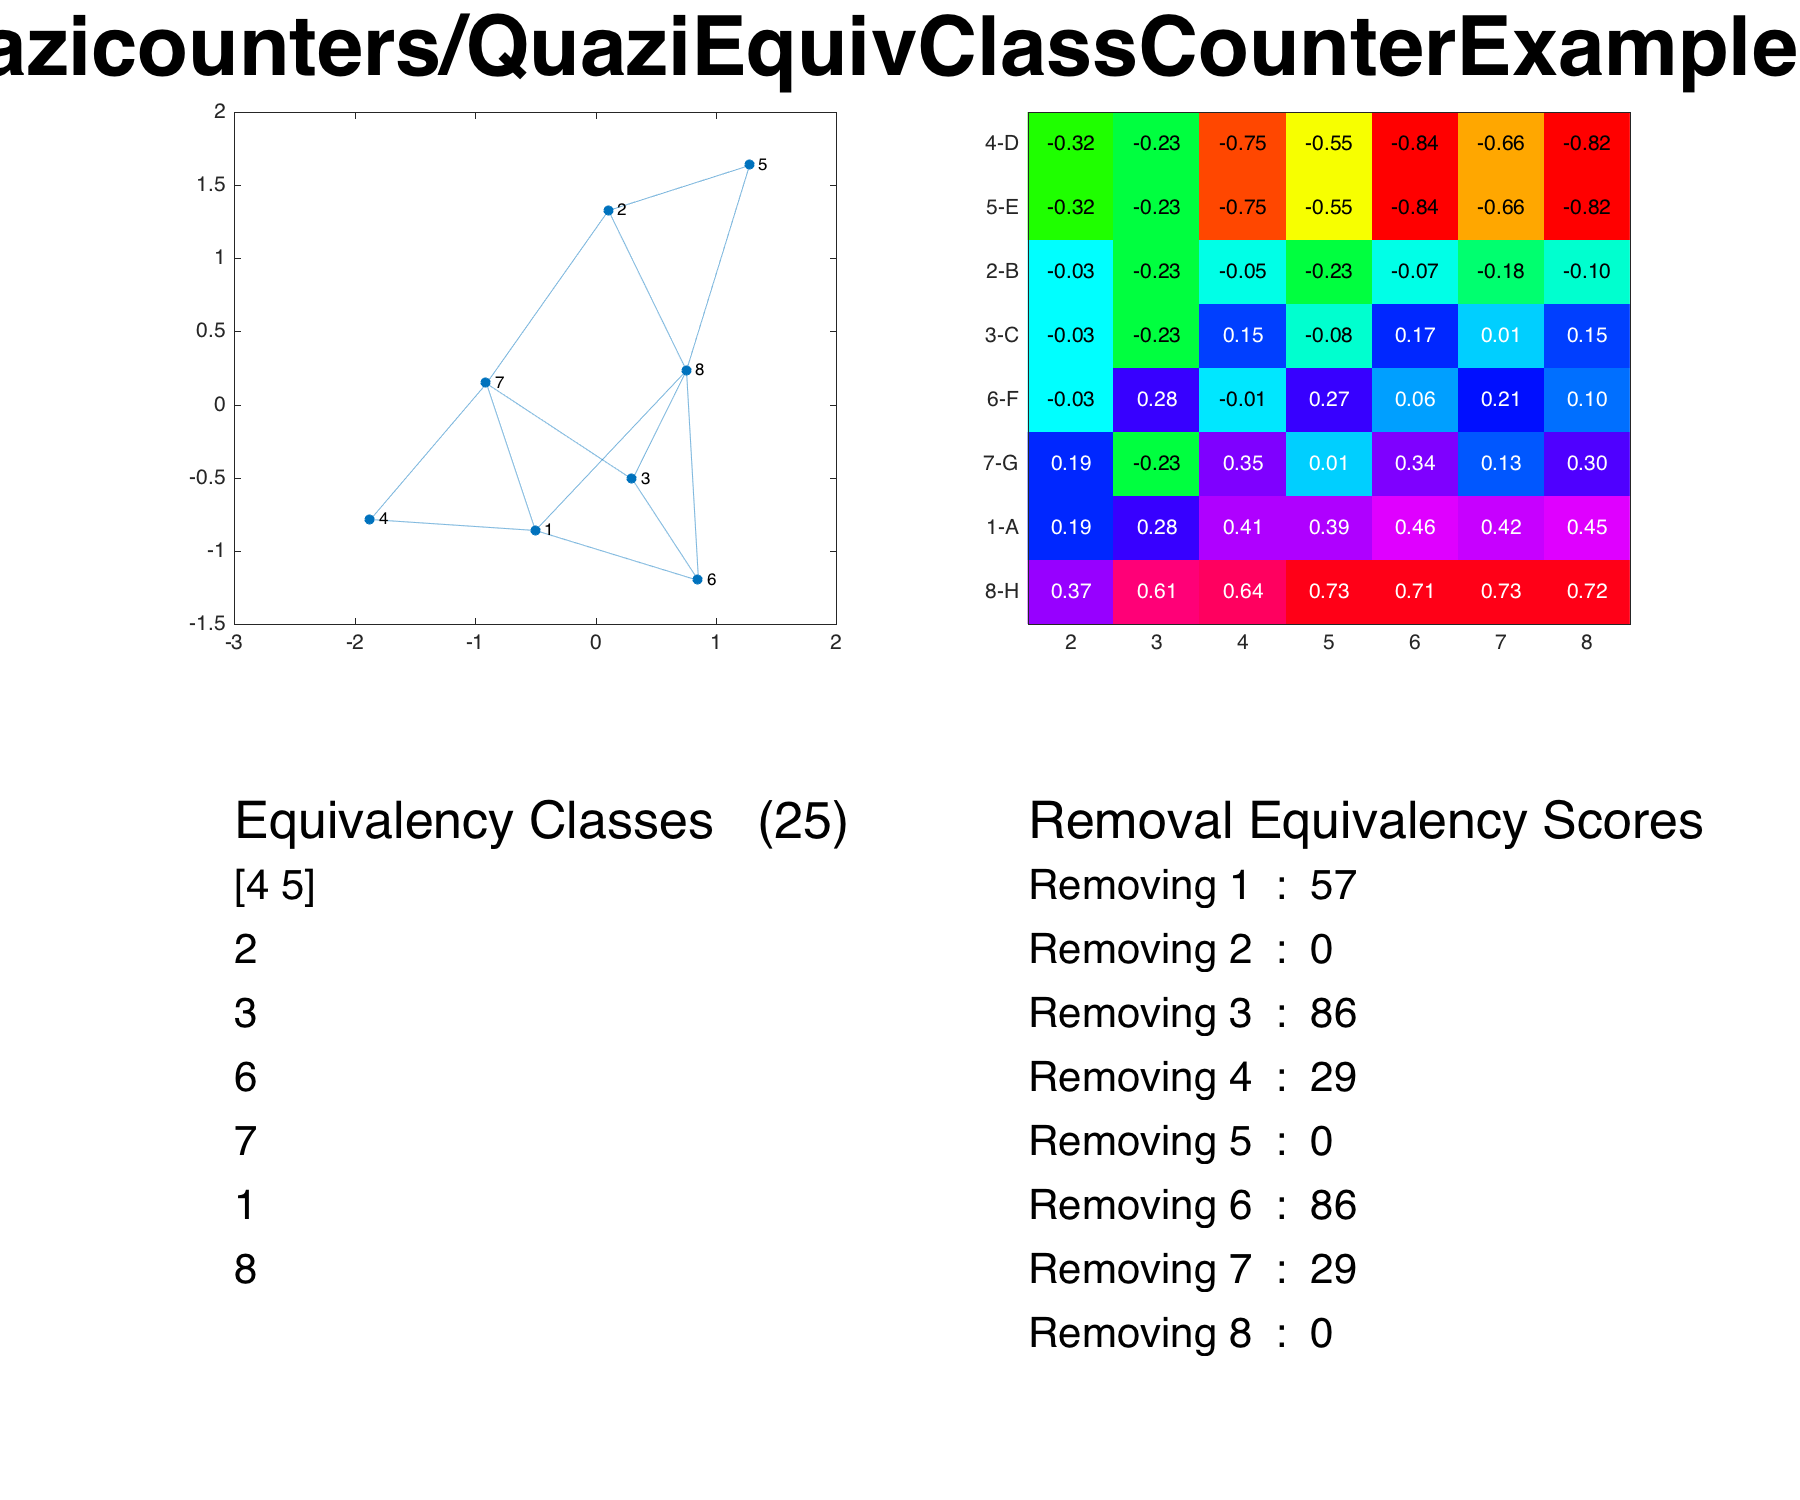 azicounters/QuaziEquivClassCounterExample
2
1.5
1
0.5
0
-0.5
-1
-1.5
-3 -2 -1 0 1 2
5
2
8
7
3
4
1
6
4-D -0.32 -0.23 -0.75 -0.55 -0.84 -0.66 -0.82
5-E -0.32 -0.23 -0.75 -0.55 -0.84 -0.66 -0.82
2-B -0.03 -0.23 -0.05 -0.23 -0.07 -0.18 -0.10
3-C -0.03 -0.23 0.15 -0.08 0.17 0.01 0.15
6-F -0.03 0.28 -0.01 0.27 0.06 0.21 0.10
7-G 0.19 -0.23 0.35 0.01 0.34 0.13 0.30
1-A 0.19 0.28 0.41 0.39 0.46 0.42 0.45
8-H 0.37 0.61 0.64 0.73 0.71 0.73 0.72
2 3 4 5 6 7 8
Equivalency Classes (25)
[4 5]
2
3
6
7
1
8
Removal Equivalency Scores
Removing 1 : 57
Removing 2 : 0
Removing 3 : 86
Removing 4 : 29
Removing 5 : 0
Removing 6 : 86
Removing 7 : 29
Removing 8 : 0